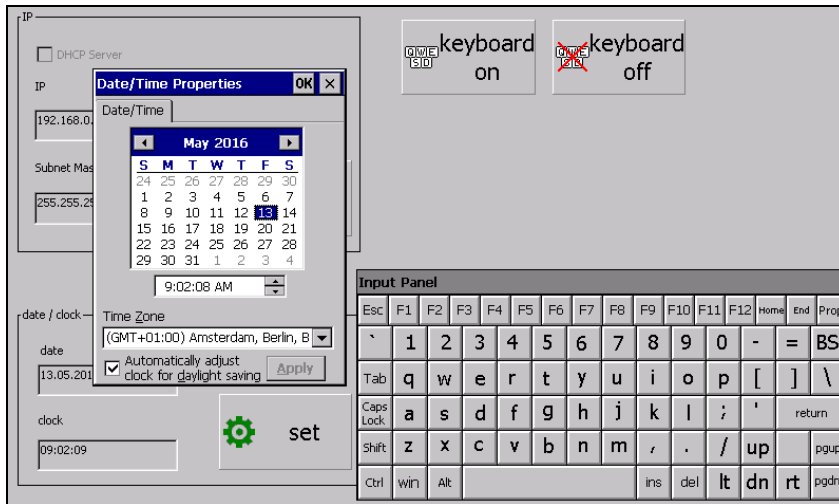 IP
DHCP Server
IP
192.168.0.
Subnet Mas
255.255.25
date / clock
date
13.05.201
clock
09:02:09
set
QWE
SD
keyboard
on
QWE
SD
keyboard
off
Date/Time Properties OK ×
Date/Time
May 2016
S M T W T F S
24 25 26 27 28 29 30
1 2 3 4 5 6 7
8 9 10 11 12 13 14
15 16 17 18 19 20 21
22 23 24 25 26 27 28
29 30 31 1 2 3 4
9:02:08 AM
Time Zone
(GMT+01:00) Amsterdam, Berlin, B
Automatically adjust
clock for daylight saving
Apply
Input Panel
Esc F1 F2 F3 F4 F5 F6 F7 F8 F9 F10 F11 F12 Home End Prop
` 1 2 3 4 5 6 7 8 9 0 - = BS
Tab q w e r t y u i o p [ ] \
Caps Lock a s d f g h j k l ; ' return
Shift z x c v b n m , . / up pgup
Ctrl win Alt ins del lt dn rt pgdn